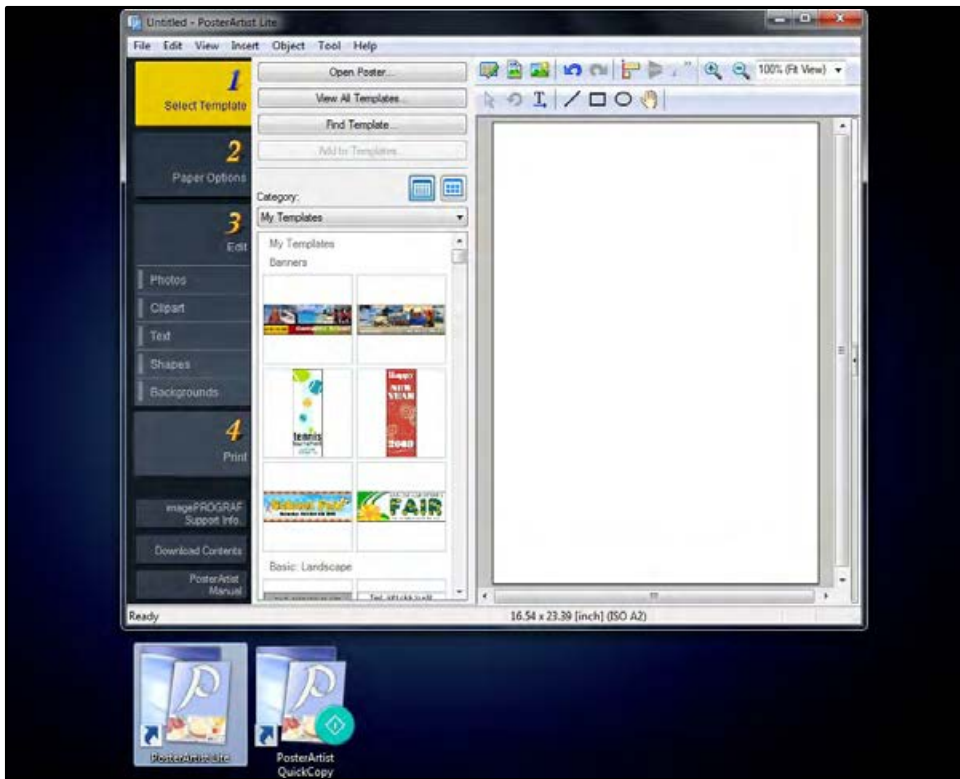 Untitled - PosterArtist Lite
File Edit View Insert Object Tool Help
1
Select Template
2
Paper Options
3
Edit
Photos
Clipart
Text
Shapes
Backgrounds
4
Print
imagePROGRAF
Support Info.
Download Contents
PosterArtist
Manual
Open Poster...
View All Templates...
Find Template...
Add to Templates...
Category:
My Templates
My Templates
Banners
tennis
Happy
NEW
YEAR
2009
School Fair
FAIR
Basic: Landscape
100% (Fit View)
Ready
16.54 x 23.39 [inch] (ISO A2)
PosterArtist Lite
PosterArtist
QuickCopy